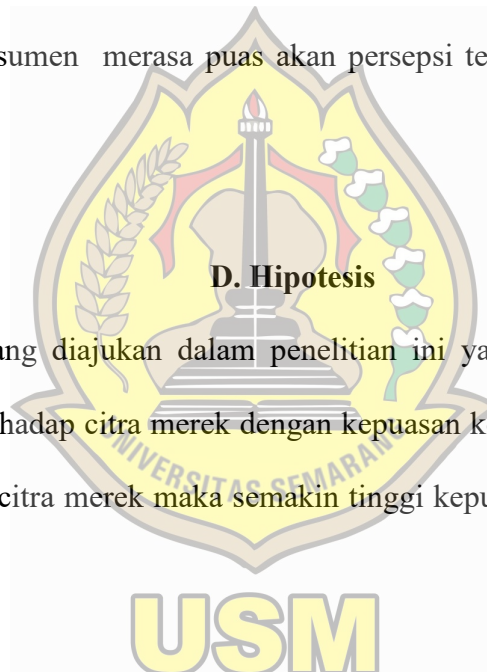 sumen merasa puas akan persepsi te
D. Hipotesis
ang diajukan dalam penelitian ini ya
hadap citra merek dengan kepuasan k
UNIVERSITAS SEMARANG
citra merek maka semakin tinggi kepu
USM